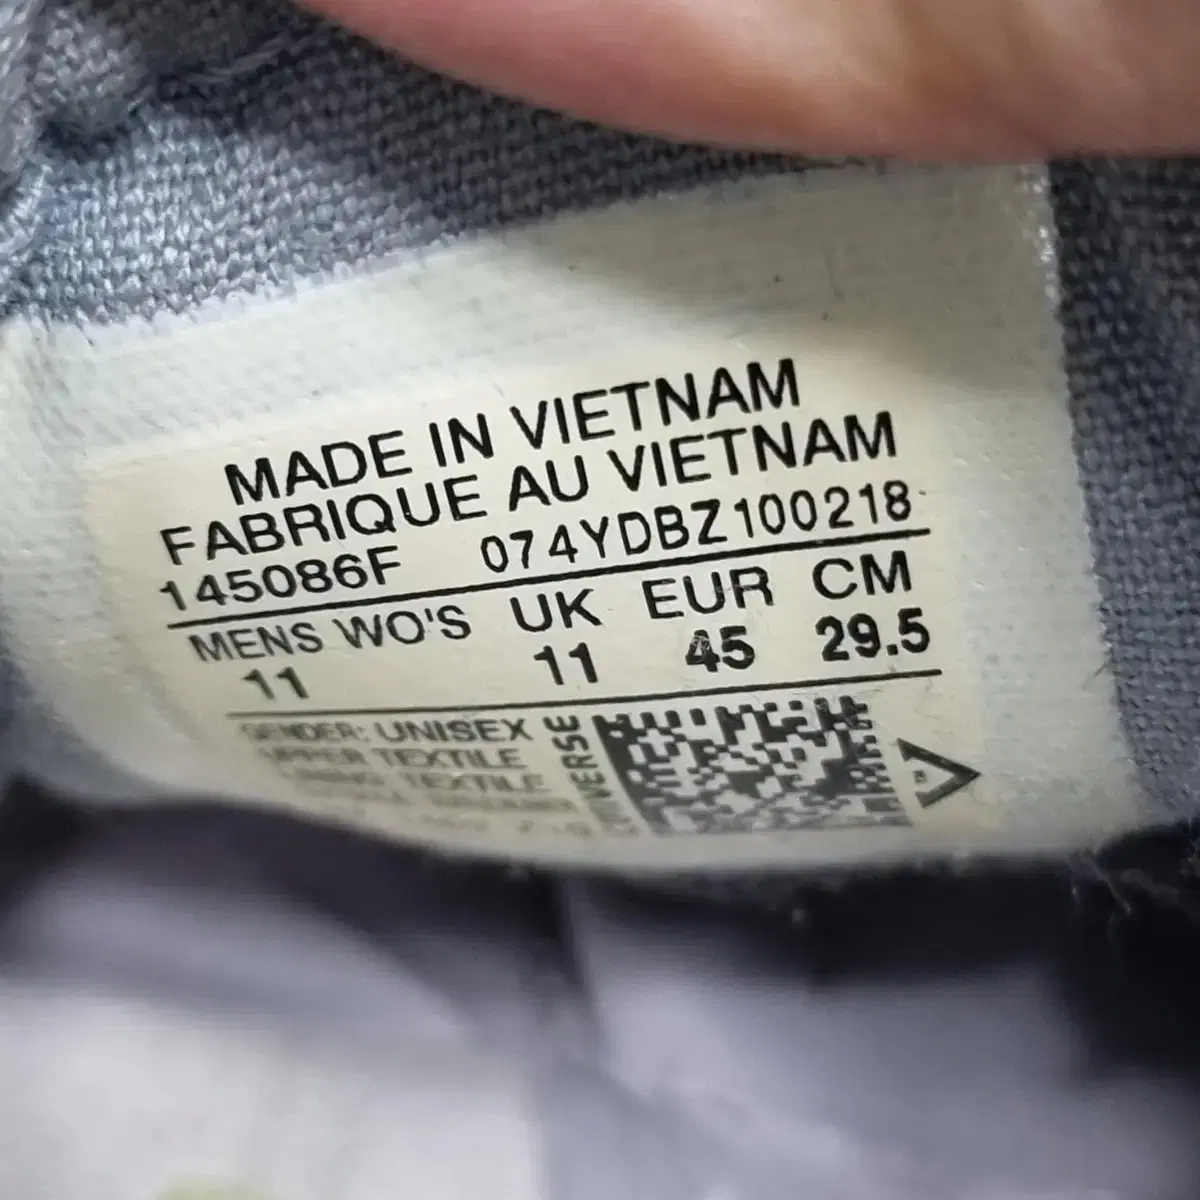 MADE IN VIETNAM
FABRIQUE AU VIETNAM
145086F 074YDBZ100218
MENS WO'S UK EUR CM
11 11 45 29.5
GENDER: UNISEX
UPPER TEXTILE
LINING TEXTILE
CONVERSE